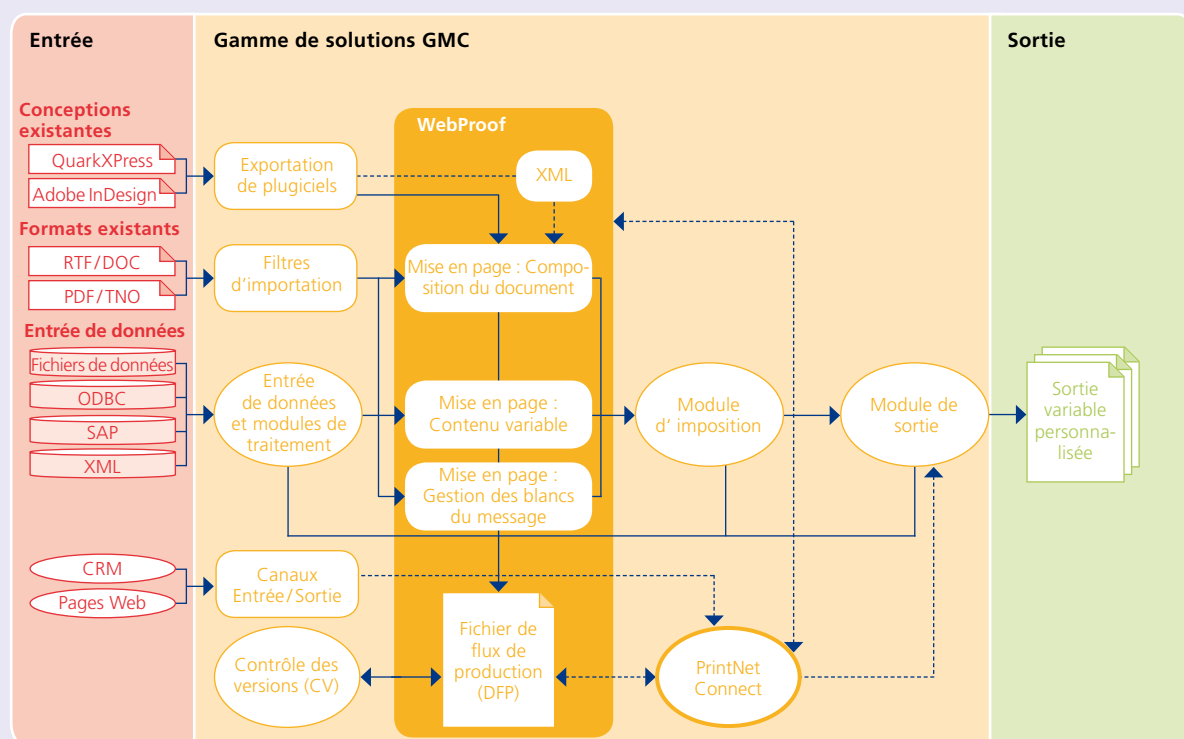 Entrée
Gamme de solutions GMC
Sortie
Conceptions
existantes
QuarkXPress
Adobe InDesign
Formats existants
RTF/DOC
PDF/TNO
Entrée de données
Fichiers de données
ODBC
SAP
XML
CRM
Pages Web
Exportation
de plugiciels
Filtres
d'importation
Entrée
de données
et modules de
traitement
Canaux
Entrée/Sortie
Contrôle des
versions (CV)
WebProof
XML
Mise en page : Compo-
sition du document
Mise en page :
Contenu variable
Mise en page :
Gestion des blancs
du message
Fichier de
flux de
production
(DFP)
Module
d' imposition
PrintNet
Connect
Module de
sortie
Sortie
variable
personna-
lisée